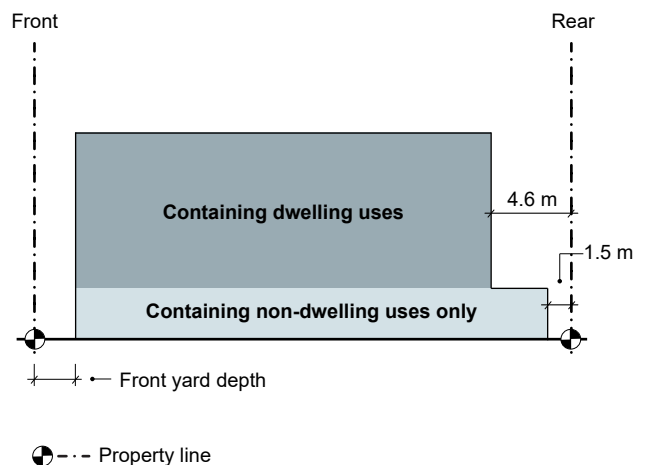 Front
Rear
Containing dwelling uses
4.6 m
1.5 m
Containing non-dwelling uses only
Front yard depth
Property line